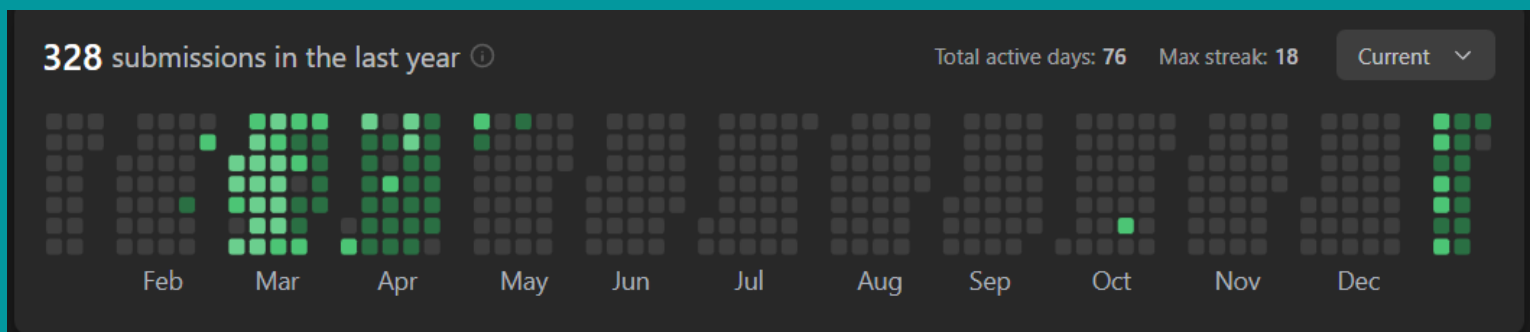 328 submissions in the last year
Total active days: 76 Max streak: 18 Current
Feb Mar Apr May Jun Jul Aug Sep Oct Nov Dec